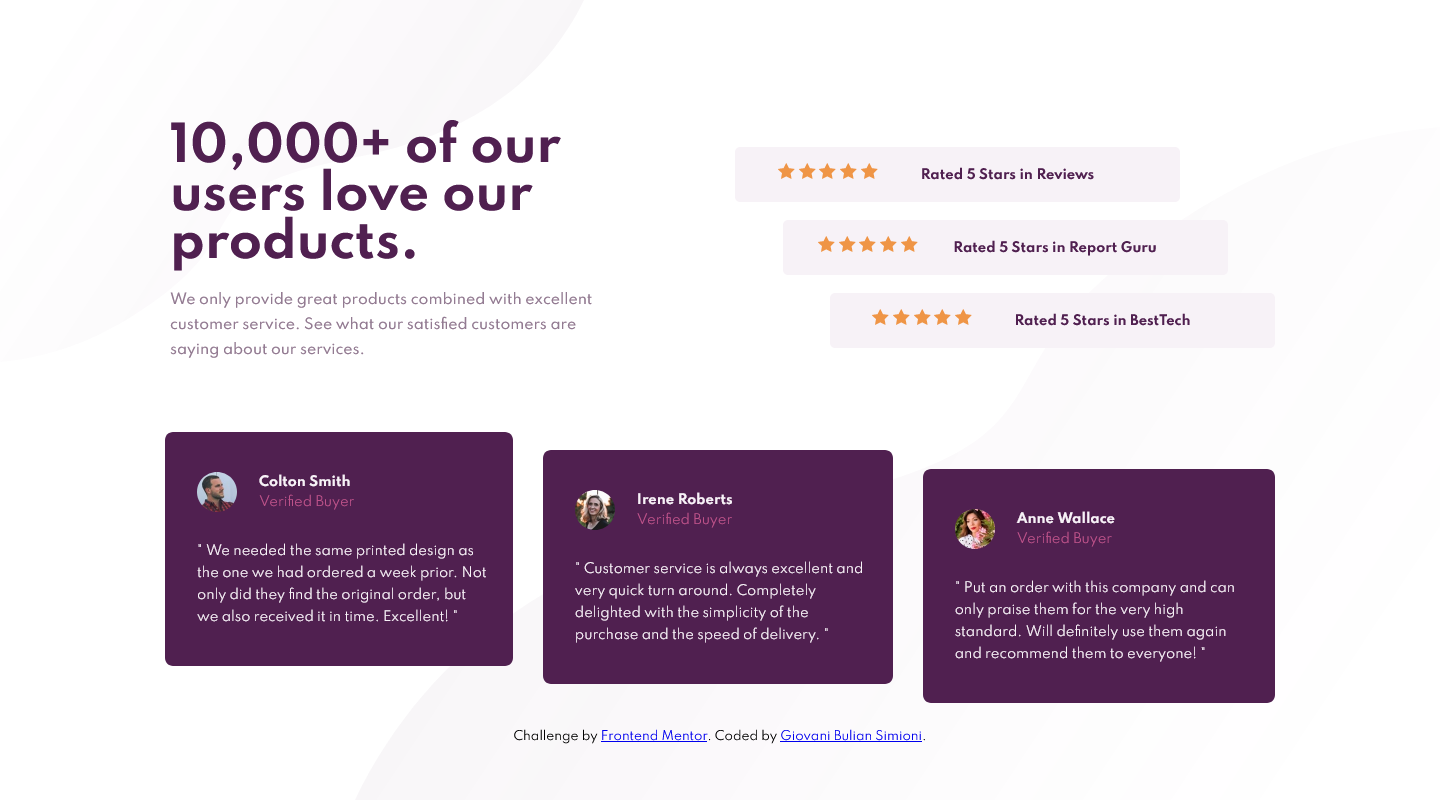 10,000+ of our
users love our
products.
We only provide great products combined with excellent
customer service. See what our satisfied customers are
saying about our services.
Rated 5 Stars in Reviews
Rated 5 Stars in Report Guru
Rated 5 Stars in BestTech
Colton Smith
Verified Buyer
" We needed the same printed design as
the one we had ordered a week prior. Not
only did they find the original order, but
we also received it in time. Excellent! "
Irene Roberts
Verified Buyer
" Customer service is always excellent and
very quick turn around. Completely
delighted with the simplicity of the
purchase and the speed of delivery. "
Anne Wallace
Verified Buyer
" Put an order with this company and can
only praise them for the very high
standard. Will definitely use them again
and recommend them to everyone! "
Challenge by Frontend Mentor. Coded by Giovani Bulian Simioni.